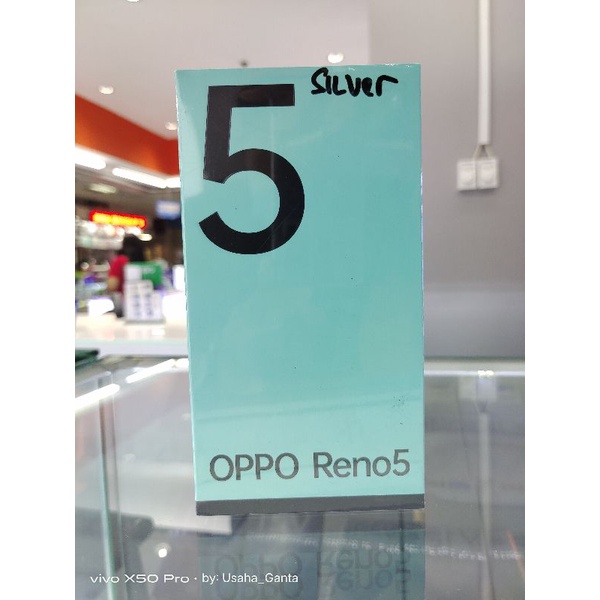 SILVer
5
OPPO Reno5
vivo X50 Pro · by: Usaha_Ganta